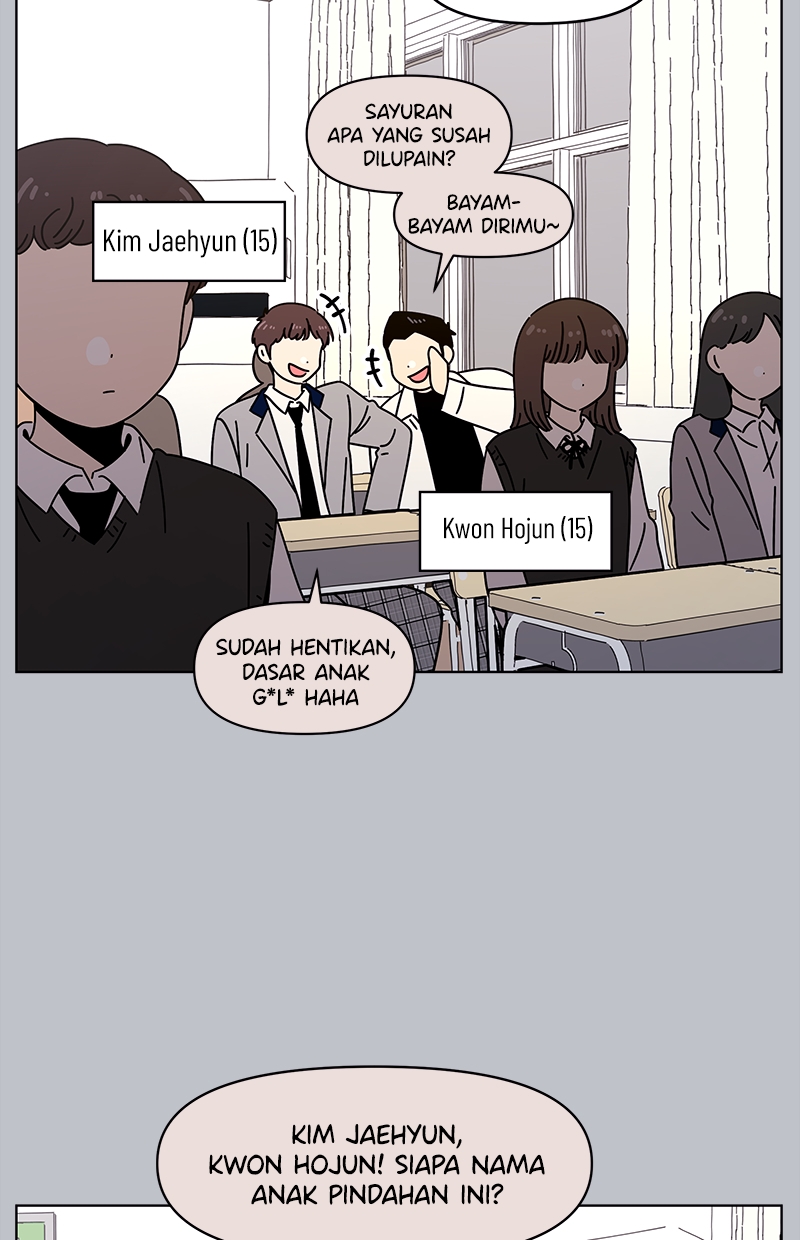 SAYURAN
APA YANG SUSAH
DILUPAIN?
BAYAM-
BAYAM DIRIMU~
Kim Jaehyun (15)
Kwon Hojun (15)
SUDAH HENTIKAN,
DASAR ANAK
G*L* HAHA
KIM JAEHYUN,
KWON HOJUN! SIAPA NAMA
ANAK PINDAHAN INI?